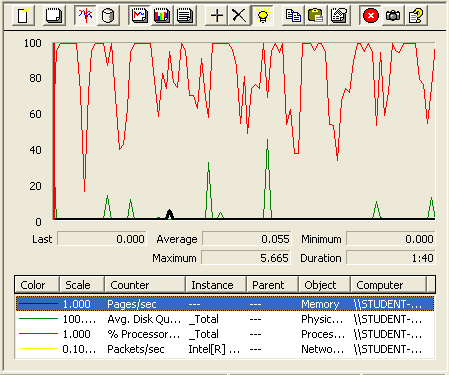 100
80
60
40
20
0
Last 0.000 Average 0.055 Minimum 0.000
Maximum 5.665 Duration 1:40
Color Scale Counter Instance Parent Object Computer
1.000 Pages/sec --- --- Memory \\STUDENT-...
100.... Avg. Disk Qu... _Total --- Physic... \\STUDENT-...
1.000 % Processor... _Total --- Proces... \\STUDENT-...
0.10... Packets/sec Intel[R] ... --- Netwo... \\STUDENT-...